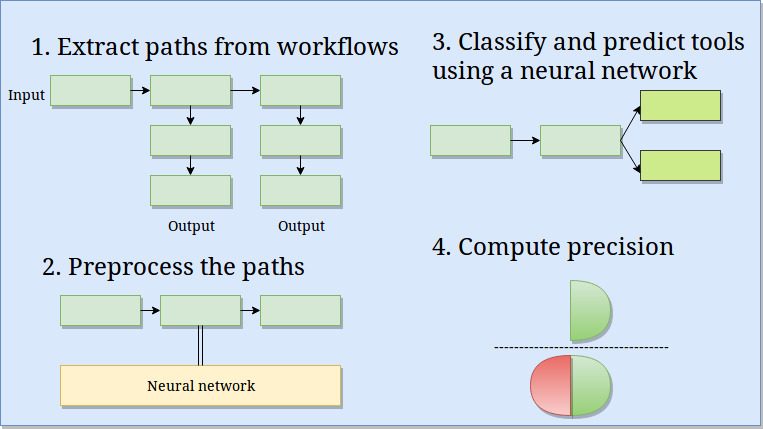 1. Extract paths from workflows
Input
Output
Output
2. Preprocess the paths
Neural network
3. Classify and predict tools
using a neural network
4. Compute precision